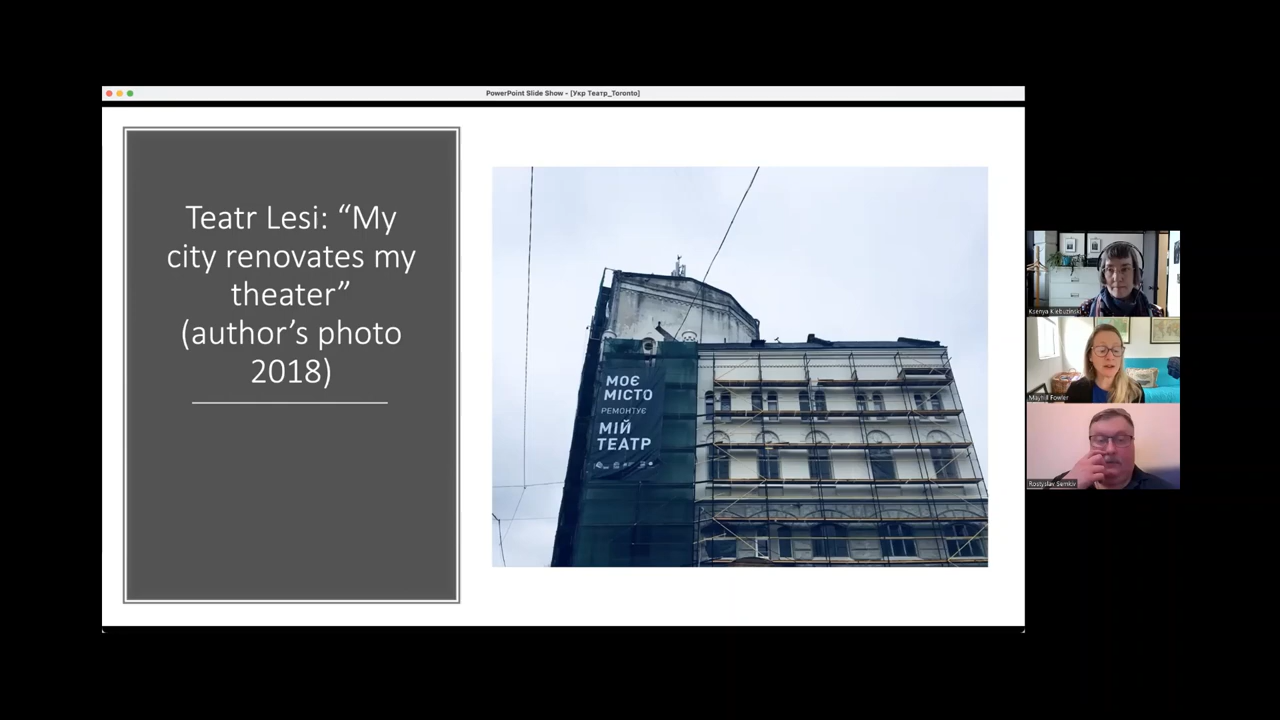 PowerPoint Slide Show - [Укр Театр_Toronto]
Teatr Lesi: “My
city renovates my
theater”
(author’s photo
2018)
МОЄ
МІСТО
РЕМОНТУЄ
МІЙ
ТЕАТР
Ksenya Kiebuzinski
Mayhill Fowler
Rostyslav Semkiv